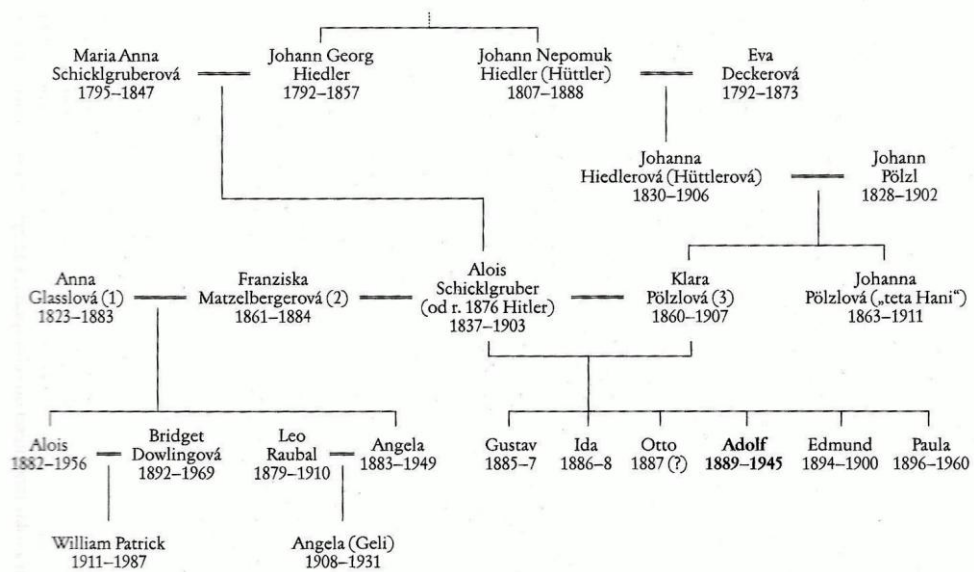 Maria Anna
Schicklgruberová
1795–1847
Johann Georg
Hiedler
1792–1857
Johann Nepomuk
Hiedler (Hüttler)
1807–1888
Eva
Deckerová
1792–1873
Johanna
Hiedlerová (Hüttlerová)
1830–1906
Johann
Pölzl
1828–1902
Anna
Glasslová (1)
1823–1883
Franziska
Matzelbergerová (2)
1861–1884
Alois
Schicklgruber
(od r. 1876 Hitler)
1837–1903
Klara
Pölzlová (3)
1860–1907
Johanna
Pölzlová („teta Hani“)
1863–1911
Alois
1882–1956
Bridget
Dowlingová
1892–1969
Leo
Raubal
1879–1910
Angela
1883–1949
Gustav
1885–7
Ida
1886–8
Otto
1887 (?)
Adolf
1889–1945
Edmund
1894–1900
Paula
1896–1960
William Patrick
1911–1987
Angela (Geli)
1908–1931